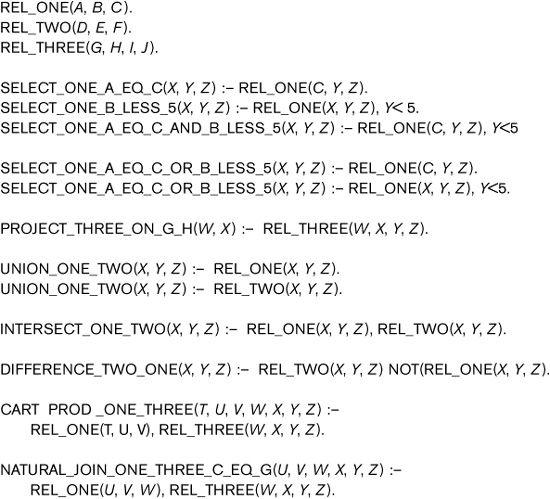 REL_ONE(A, B, C).
REL_TWO(D, E, F).
REL_THREE(G, H, I, J).
SELECT_ONE_A_EQ_C(X, Y, Z) :– REL_ONE(C, Y, Z).
SELECT_ONE_B_LESS_5(X, Y, Z) :– REL_ONE(X, Y, Z), Y< 5.
SELECT_ONE_A_EQ_C_AND_B_LESS_5(X, Y, Z) :– REL_ONE(C, Y, Z), Y<5
SELECT_ONE_A_EQ_C_OR_B_LESS_5(X, Y, Z) :– REL_ONE(C, Y, Z).
SELECT_ONE_A_EQ_C_OR_B_LESS_5(X, Y, Z) :– REL_ONE(X, Y, Z), Y<5.
PROJECT_THREE_ON_G_H(W, X) :– REL_THREE(W, X, Y, Z).
UNION_ONE_TWO(X, Y, Z) :– REL_ONE(X, Y, Z).
UNION_ONE_TWO(X, Y, Z) :– REL_TWO(X, Y, Z).
INTERSECT_ONE_TWO(X, Y, Z) :– REL_ONE(X, Y, Z), REL_TWO(X, Y, Z).
DIFFERENCE_TWO_ONE(X, Y, Z) :– REL_TWO(X, Y, Z) NOT(REL_ONE(X, Y, Z).
CART PROD _ONE_THREE(T, U, V, W, X, Y, Z) :–
REL_ONE(T, U, V), REL_THREE(W, X, Y, Z).
NATURAL_JOIN_ONE_THREE_C_EQ_G(U, V, W, X, Y, Z) :–
REL_ONE(U, V, W), REL_THREE(W, X, Y, Z).